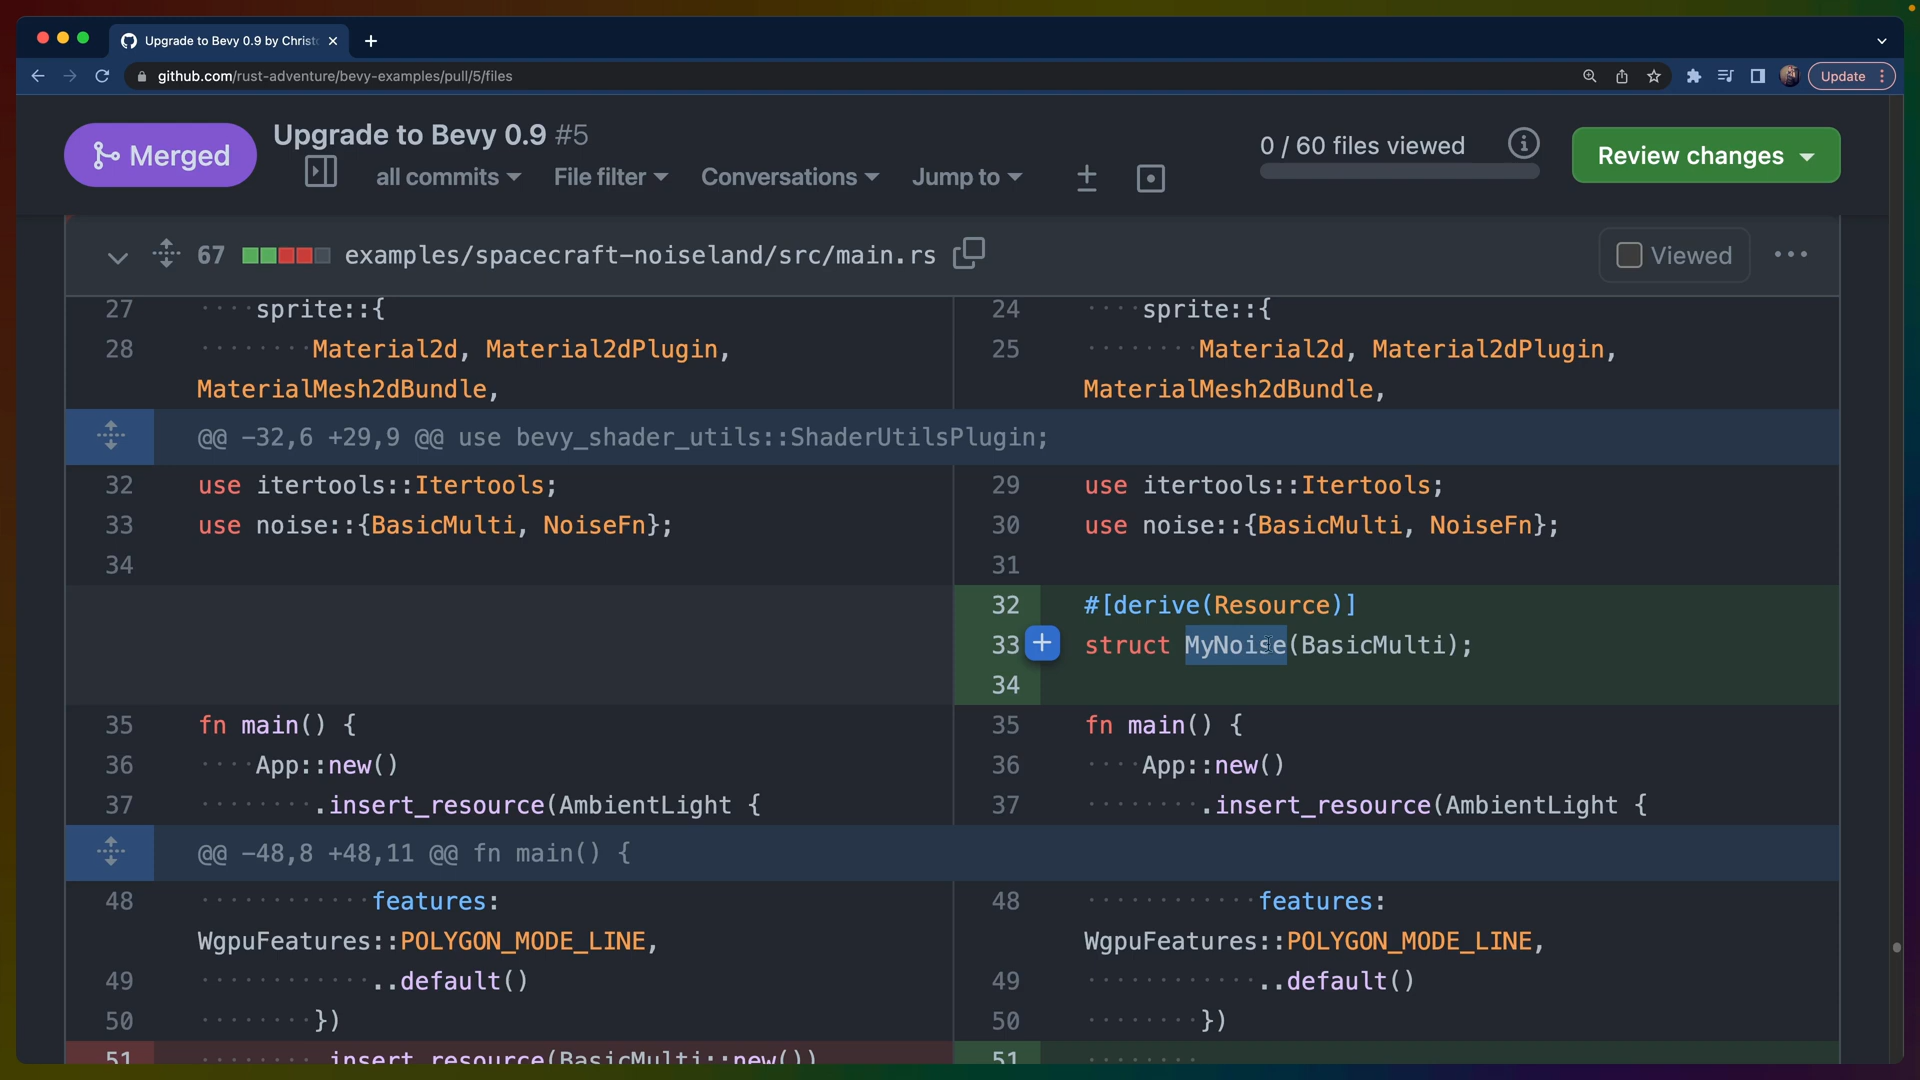 Upgrade to Bevy 0.9 by Christ
github.com/rust-adventure/bevy-examples/pull/5/files
Update
Merged
Upgrade to Bevy 0.9 #5
all commits
File filter
Conversations
Jump to
0 / 60 files viewed
Review changes
67
examples/spacecraft-noiseland/src/main.rs
Viewed
27 ····sprite::{
28 ········Material2d, Material2dPlugin,
MaterialMesh2dBundle,
24 ····sprite::{
25 ········Material2d, Material2dPlugin,
MaterialMesh2dBundle,
@@ -32,6 +29,9 @@ use bevy_shader_utils::ShaderUtilsPlugin;
32 use itertools::Itertools;
33 use noise::{BasicMulti, NoiseFn};
34
29 use itertools::Itertools;
30 use noise::{BasicMulti, NoiseFn};
31
32 #[derive(Resource)]
33 + struct MyNoise(BasicMulti);
34
35 fn main() {
36 ····App::new()
37 ········.insert_resource(AmbientLight {
35 fn main() {
36 ····App::new()
37 ········.insert_resource(AmbientLight {
@@ -48,8 +48,11 @@ fn main() {
48 ············features:
WgpuFeatures::POLYGON_MODE_LINE,
49 ············..default()
50 ········})
51 ········.insert_resource(BasicMulti::new())
48 ············features:
WgpuFeatures::POLYGON_MODE_LINE,
49 ············..default()
50 ········})
51 ········